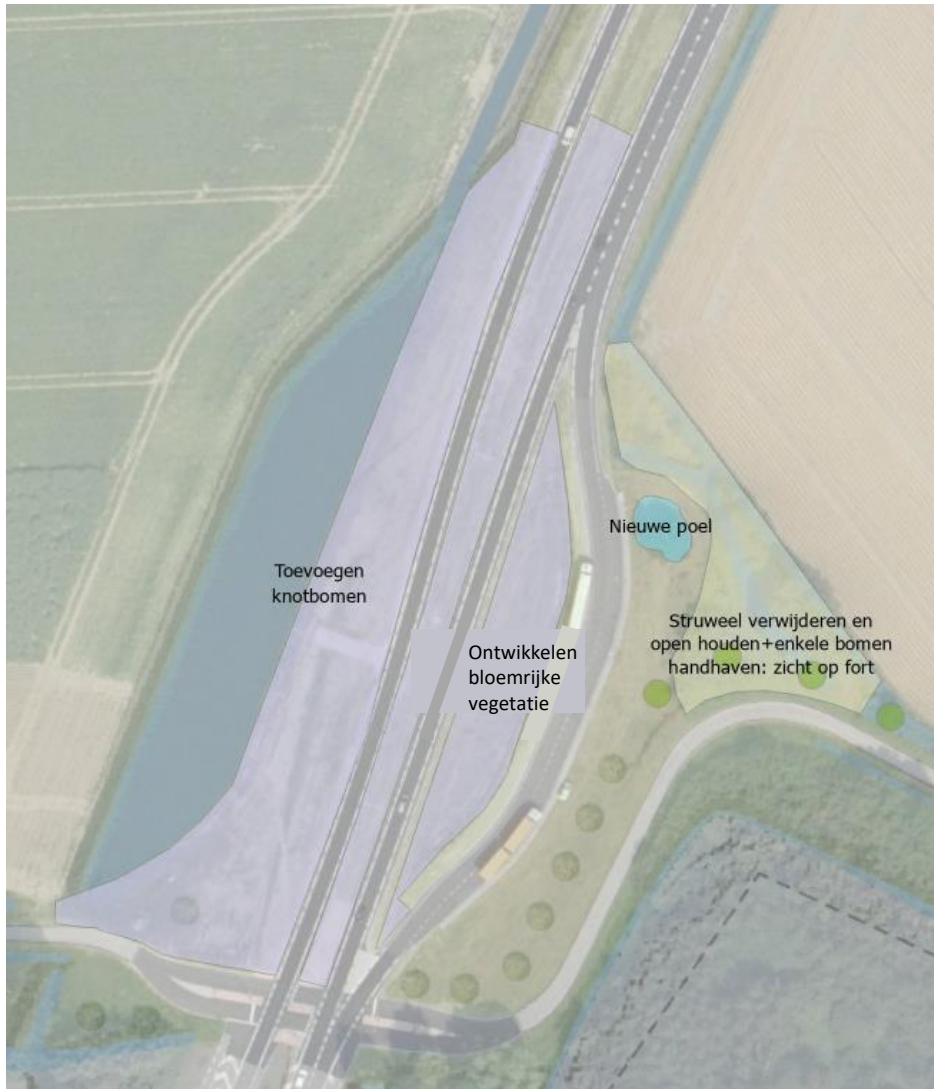 Nieuwe poel
Toevoegen
knotbomen
Struweel verwijderen en
open houden+enkele bomen
handhaven: zicht op fort
Ontwikkelen
bloemrijke
vegetatie